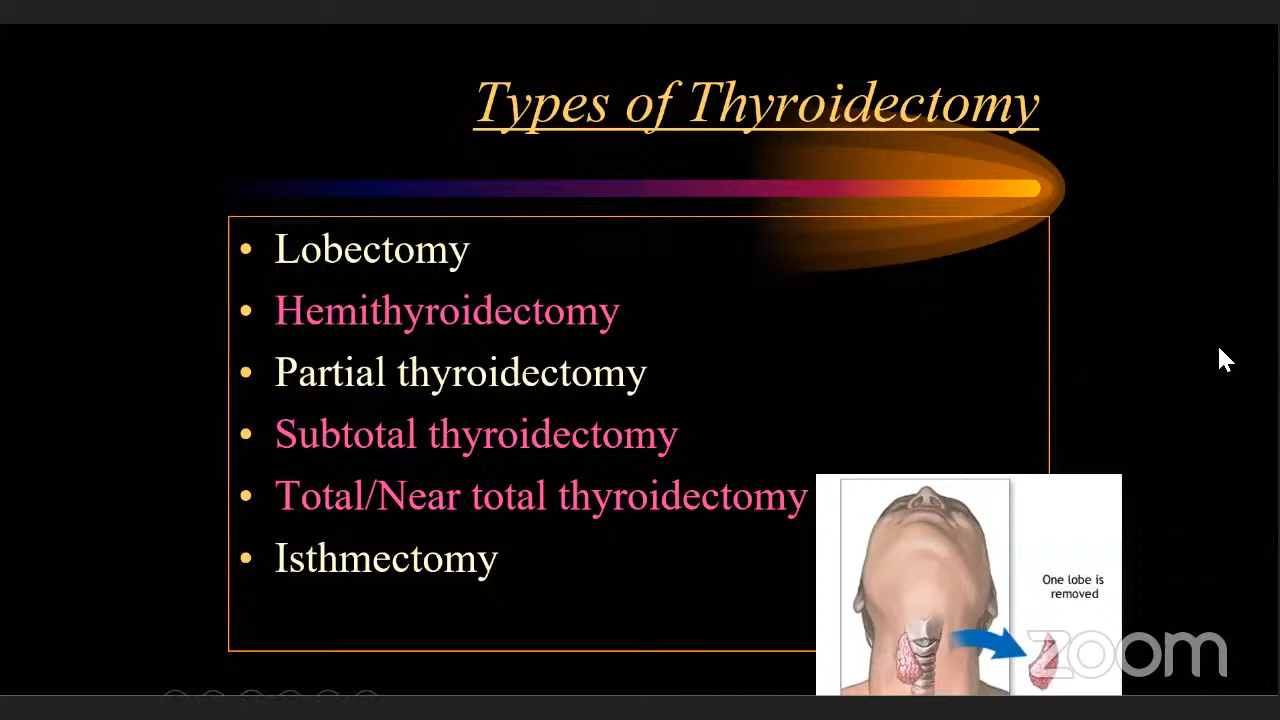 Types of Thyroidectomy
• Lobectomy
• Hemithyroidectomy
• Partial thyroidectomy
• Subtotal thyroidectomy
• Total/Near total thyroidectomy
• Isthmectomy
One lobe is
removed
zoom